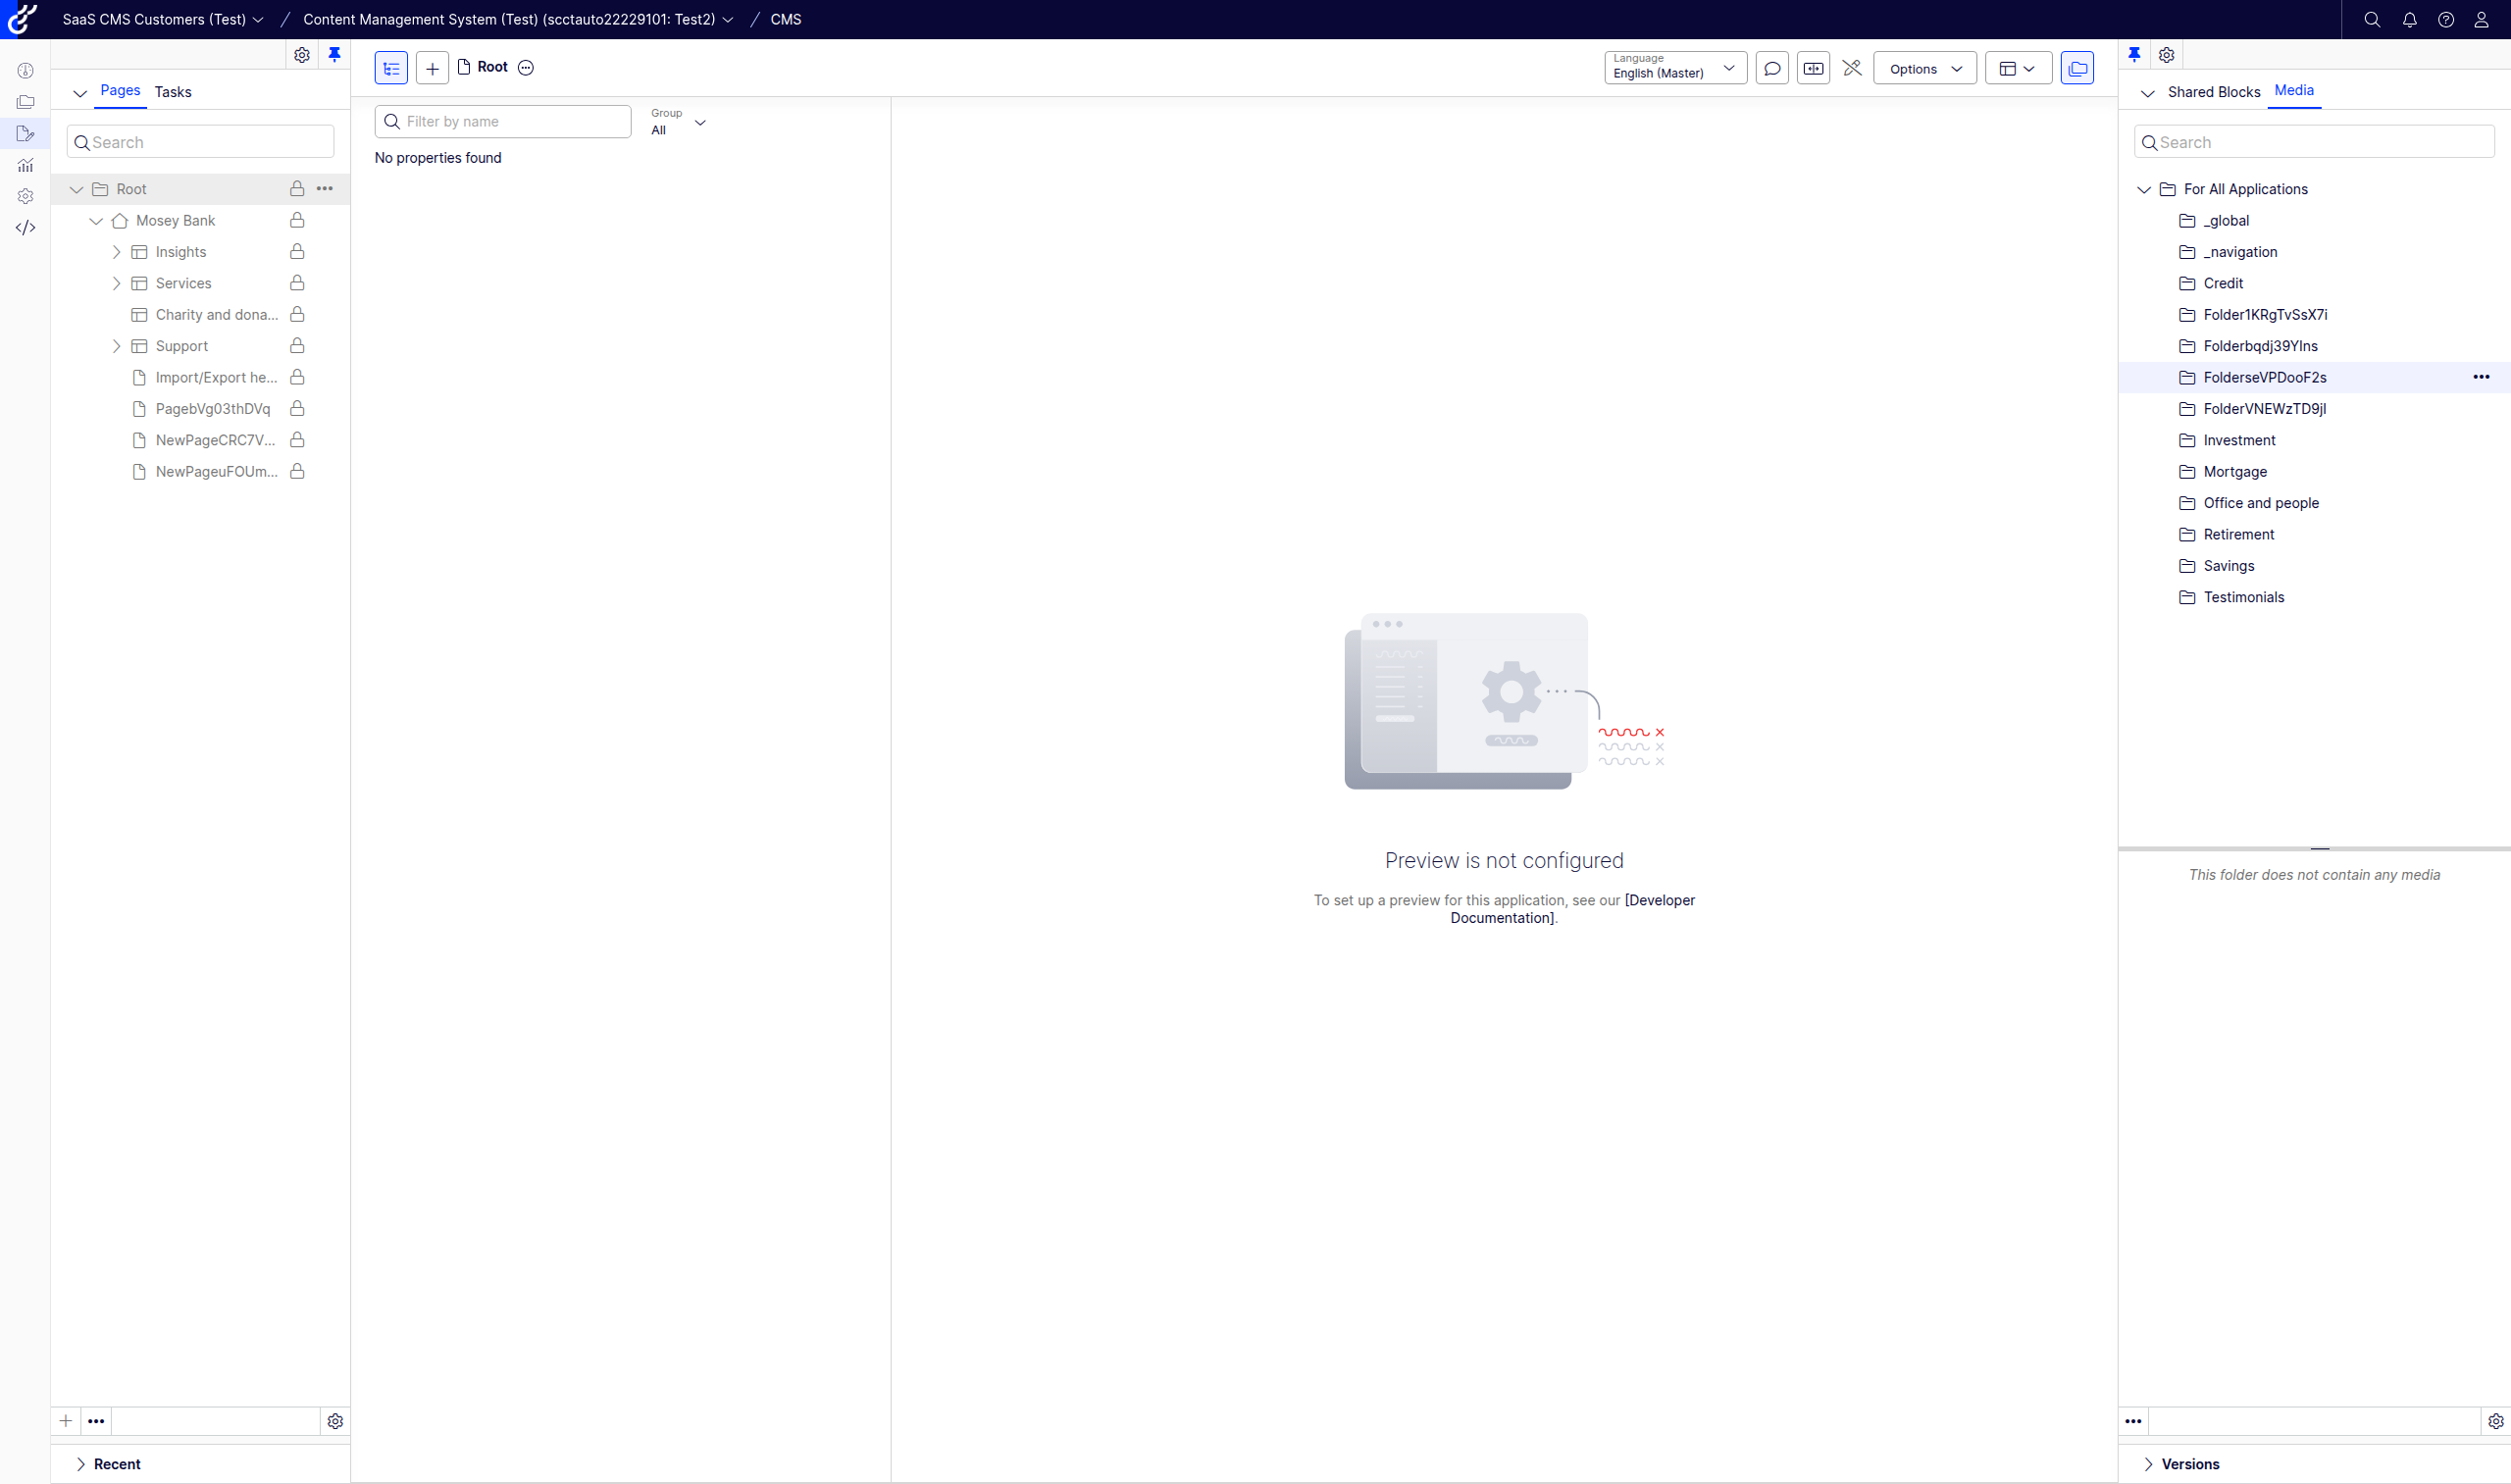 SaaS CMS Customers (Test) / Content Management System (Test) (scctauto22229101: Test2) / CMS
Pages Tasks
Search
Root
Mosey Bank
Insights
Services
Charity and dona...
Support
Import/Export he...
PagebVg03thDVq
NewPageCRC7V...
NewPageuFOUm...
Recent
Root
Language
English (Master)
Options
Filter by name
Group
All
No properties found
Preview is not configured
To set up a preview for this application, see our [Developer
Documentation].
Shared Blocks Media
Search
For All Applications
_global
_navigation
Credit
Folder1KRgTvSsX7i
Folderbqdj39YIns
FolderseVPDooF2s
FolderVNEWzTD9jI
Investment
Mortgage
Office and people
Retirement
Savings
Testimonials
This folder does not contain any media
Versions